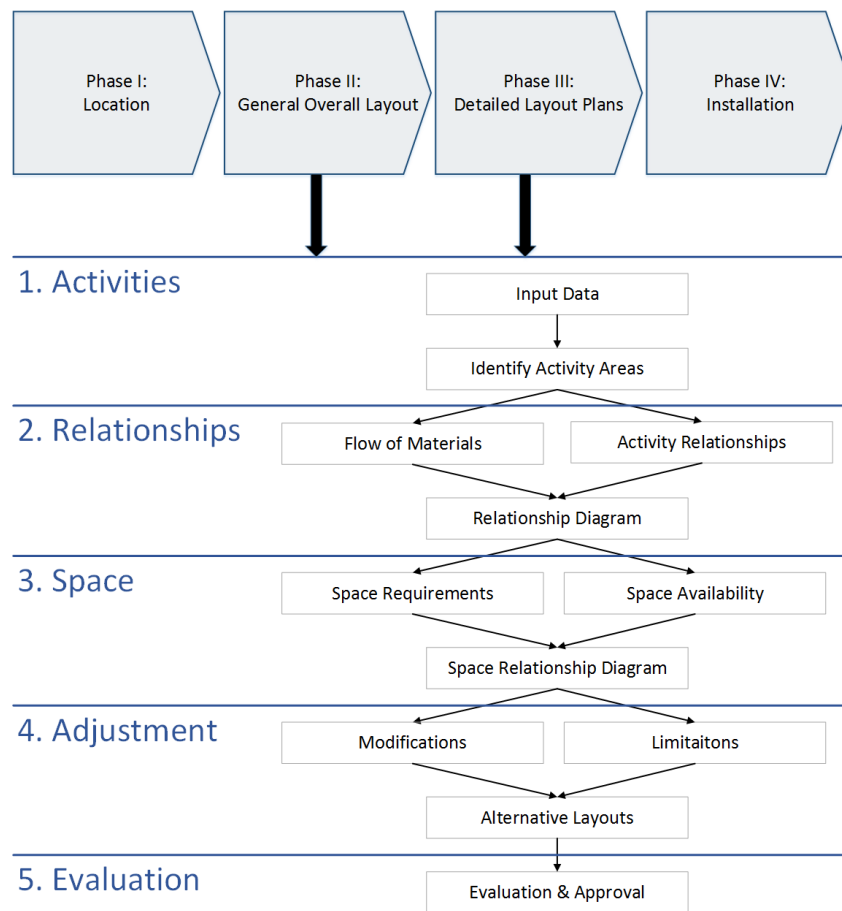 Phase I:
Location
Phase II:
General Overall Layout
Phase III:
Detailed Layout Plans
Phase IV:
Installation
1. Activities
Input Data
Identify Activity Areas
2. Relationships
Flow of Materials
Activity Relationships
Relationship Diagram
3. Space
Space Requirements
Space Availability
Space Relationship Diagram
4. Adjustment
Modifications
Limitaitons
Alternative Layouts
5. Evaluation
Evaluation & Approval